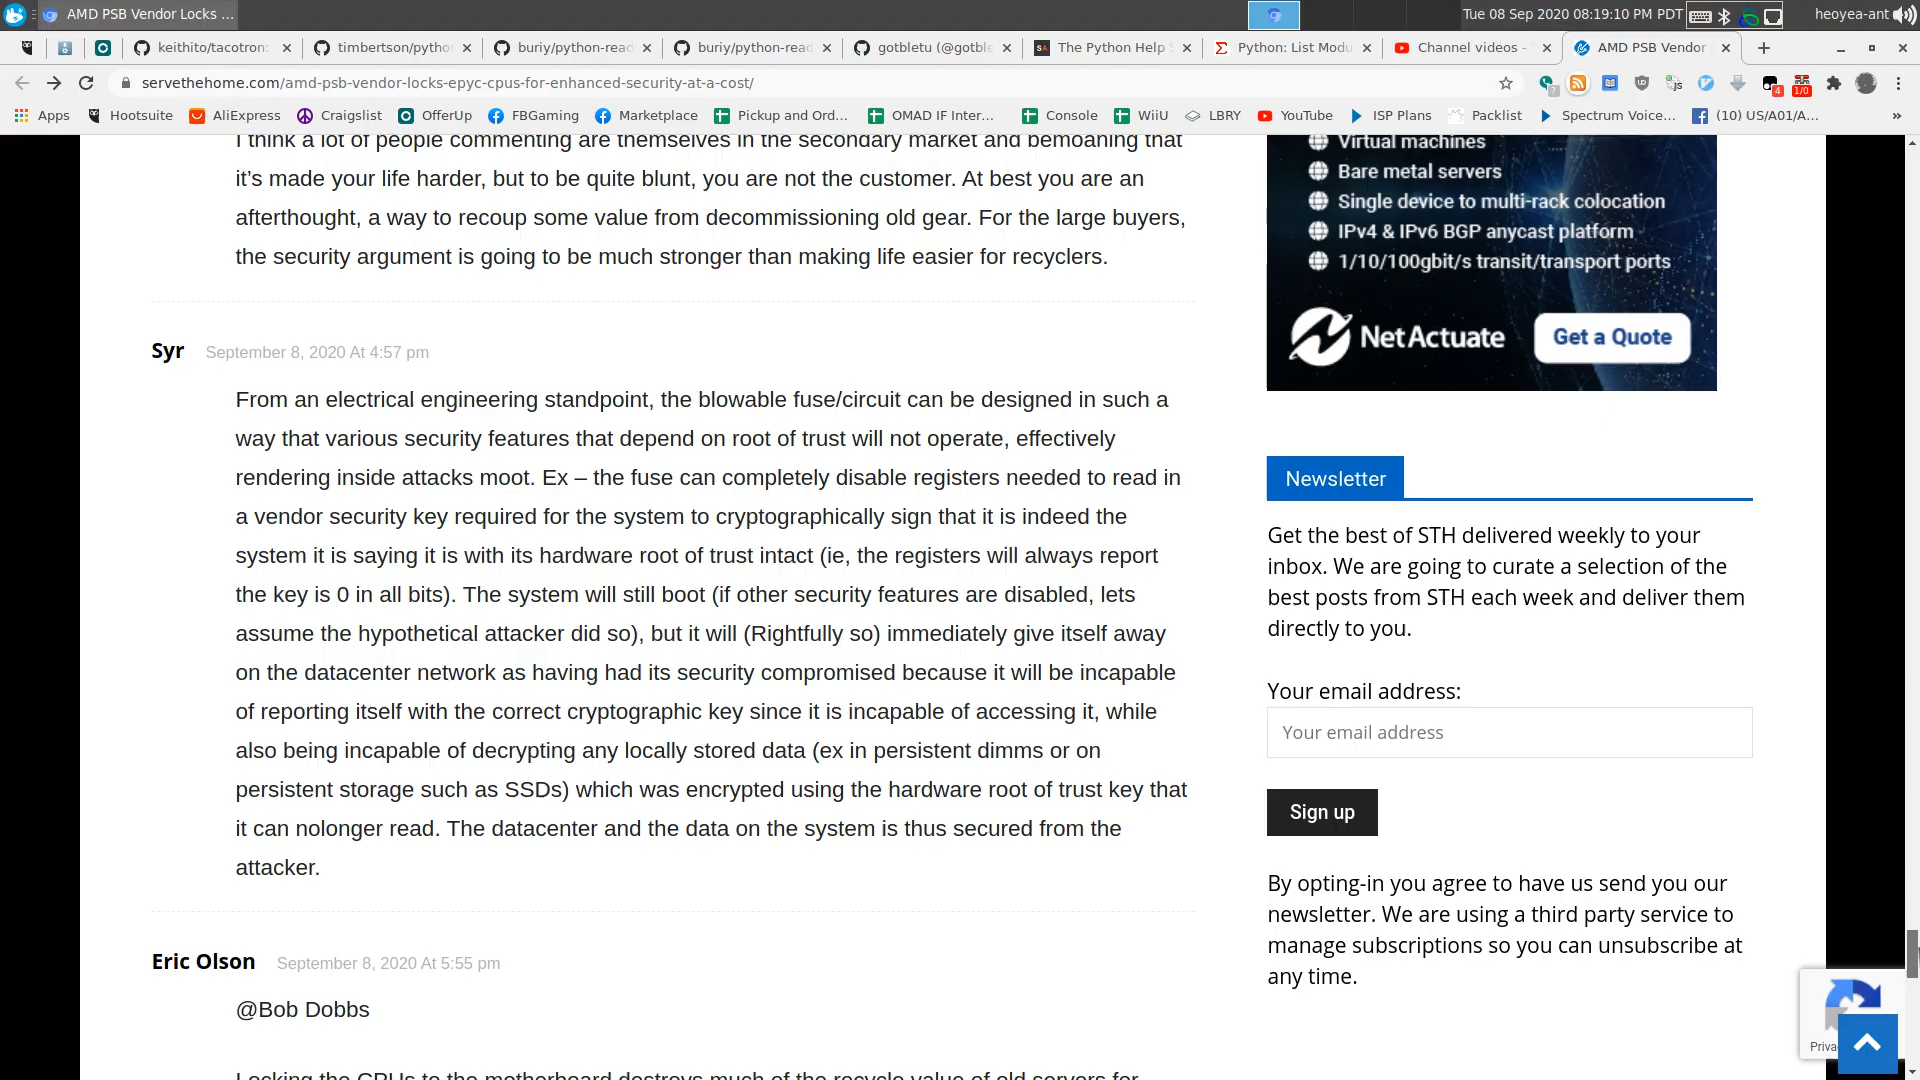 AMD PSB Vendor Locks ...
Tue 08 Sep 2020 08:19:10 PM PDT
heoyea-ant
keithito/tacotron:
timbertson/pytho
buriy/python-read
buriy/python-read
gotbletu (@gotble
The Python Help S
Python: List Modu
Channel videos -
AMD PSB Vendor
servethehome.com/amd-psb-vendor-locks-epyc-cpus-for-enhanced-security-at-a-cost/
4
1/0
Apps
Hootsuite
AliExpress
Craigslist
OfferUp
FBGaming
Marketplace
Pickup and Ord...
OMAD IF Inter...
Console
WiiU
LBRY
YouTube
ISP Plans
Packlist
Spectrum Voice...
(10) US/A01/A...
»
I think a lot of people commenting are themselves in the secondary market and bemoaning that
it’s made your life harder, but to be quite blunt, you are not the customer. At best you are an
afterthought, a way to recoup some value from decommissioning old gear. For the large buyers,
the security argument is going to be much stronger than making life easier for recyclers.
Syr September 8, 2020 At 4:57 pm
From an electrical engineering standpoint, the blowable fuse/circuit can be designed in such a
way that various security features that depend on root of trust will not operate, effectively
rendering inside attacks moot. Ex – the fuse can completely disable registers needed to read in
a vendor security key required for the system to cryptographically sign that it is indeed the
system it is saying it is with its hardware root of trust intact (ie, the registers will always report
the key is 0 in all bits). The system will still boot (if other security features are disabled, lets
assume the hypothetical attacker did so), but it will (Rightfully so) immediately give itself away
on the datacenter network as having had its security compromised because it will be incapable
of reporting itself with the correct cryptographic key since it is incapable of accessing it, while
also being incapable of decrypting any locally stored data (ex in persistent dimms or on
persistent storage such as SSDs) which was encrypted using the hardware root of trust key that
it can nolonger read. The datacenter and the data on the system is thus secured from the
attacker.
Eric Olson September 8, 2020 At 5:55 pm
@Bob Dobbs
Locking the CPUs to the motherboard destroys much of the recycle value of old servers for
Virtual machines
Bare metal servers
Single device to multi-rack colocation
IPv4 & IPv6 BGP anycast platform
1/10/100gbit/s transit/transport ports
NetActuate
Get a Quote
Newsletter
Get the best of STH delivered weekly to your
inbox. We are going to curate a selection of the
best posts from STH each week and deliver them
directly to you.
Your email address:
Your email address
Sign up
By opting-in you agree to have us send you our
newsletter. We are using a third party service to
manage subscriptions so you can unsubscribe at
any time.
Priva